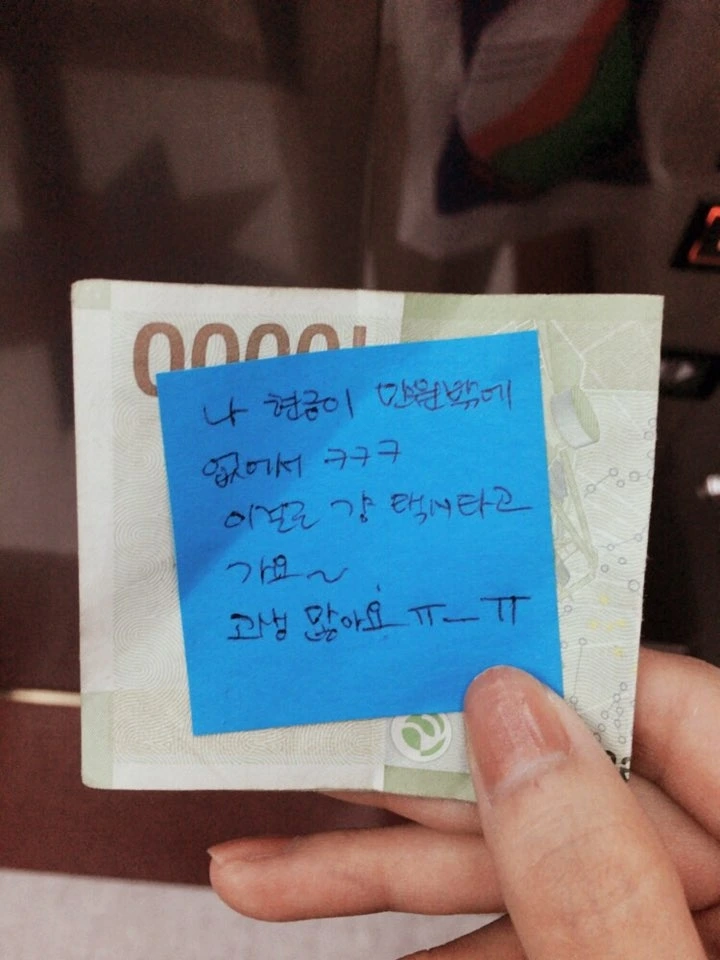 0000
나 현금이 만원밖에
없어서 ㅋㅋㅋ
이걸로 걍 택시타고
가요~
고생 많아요 ㅠ_ㅠ